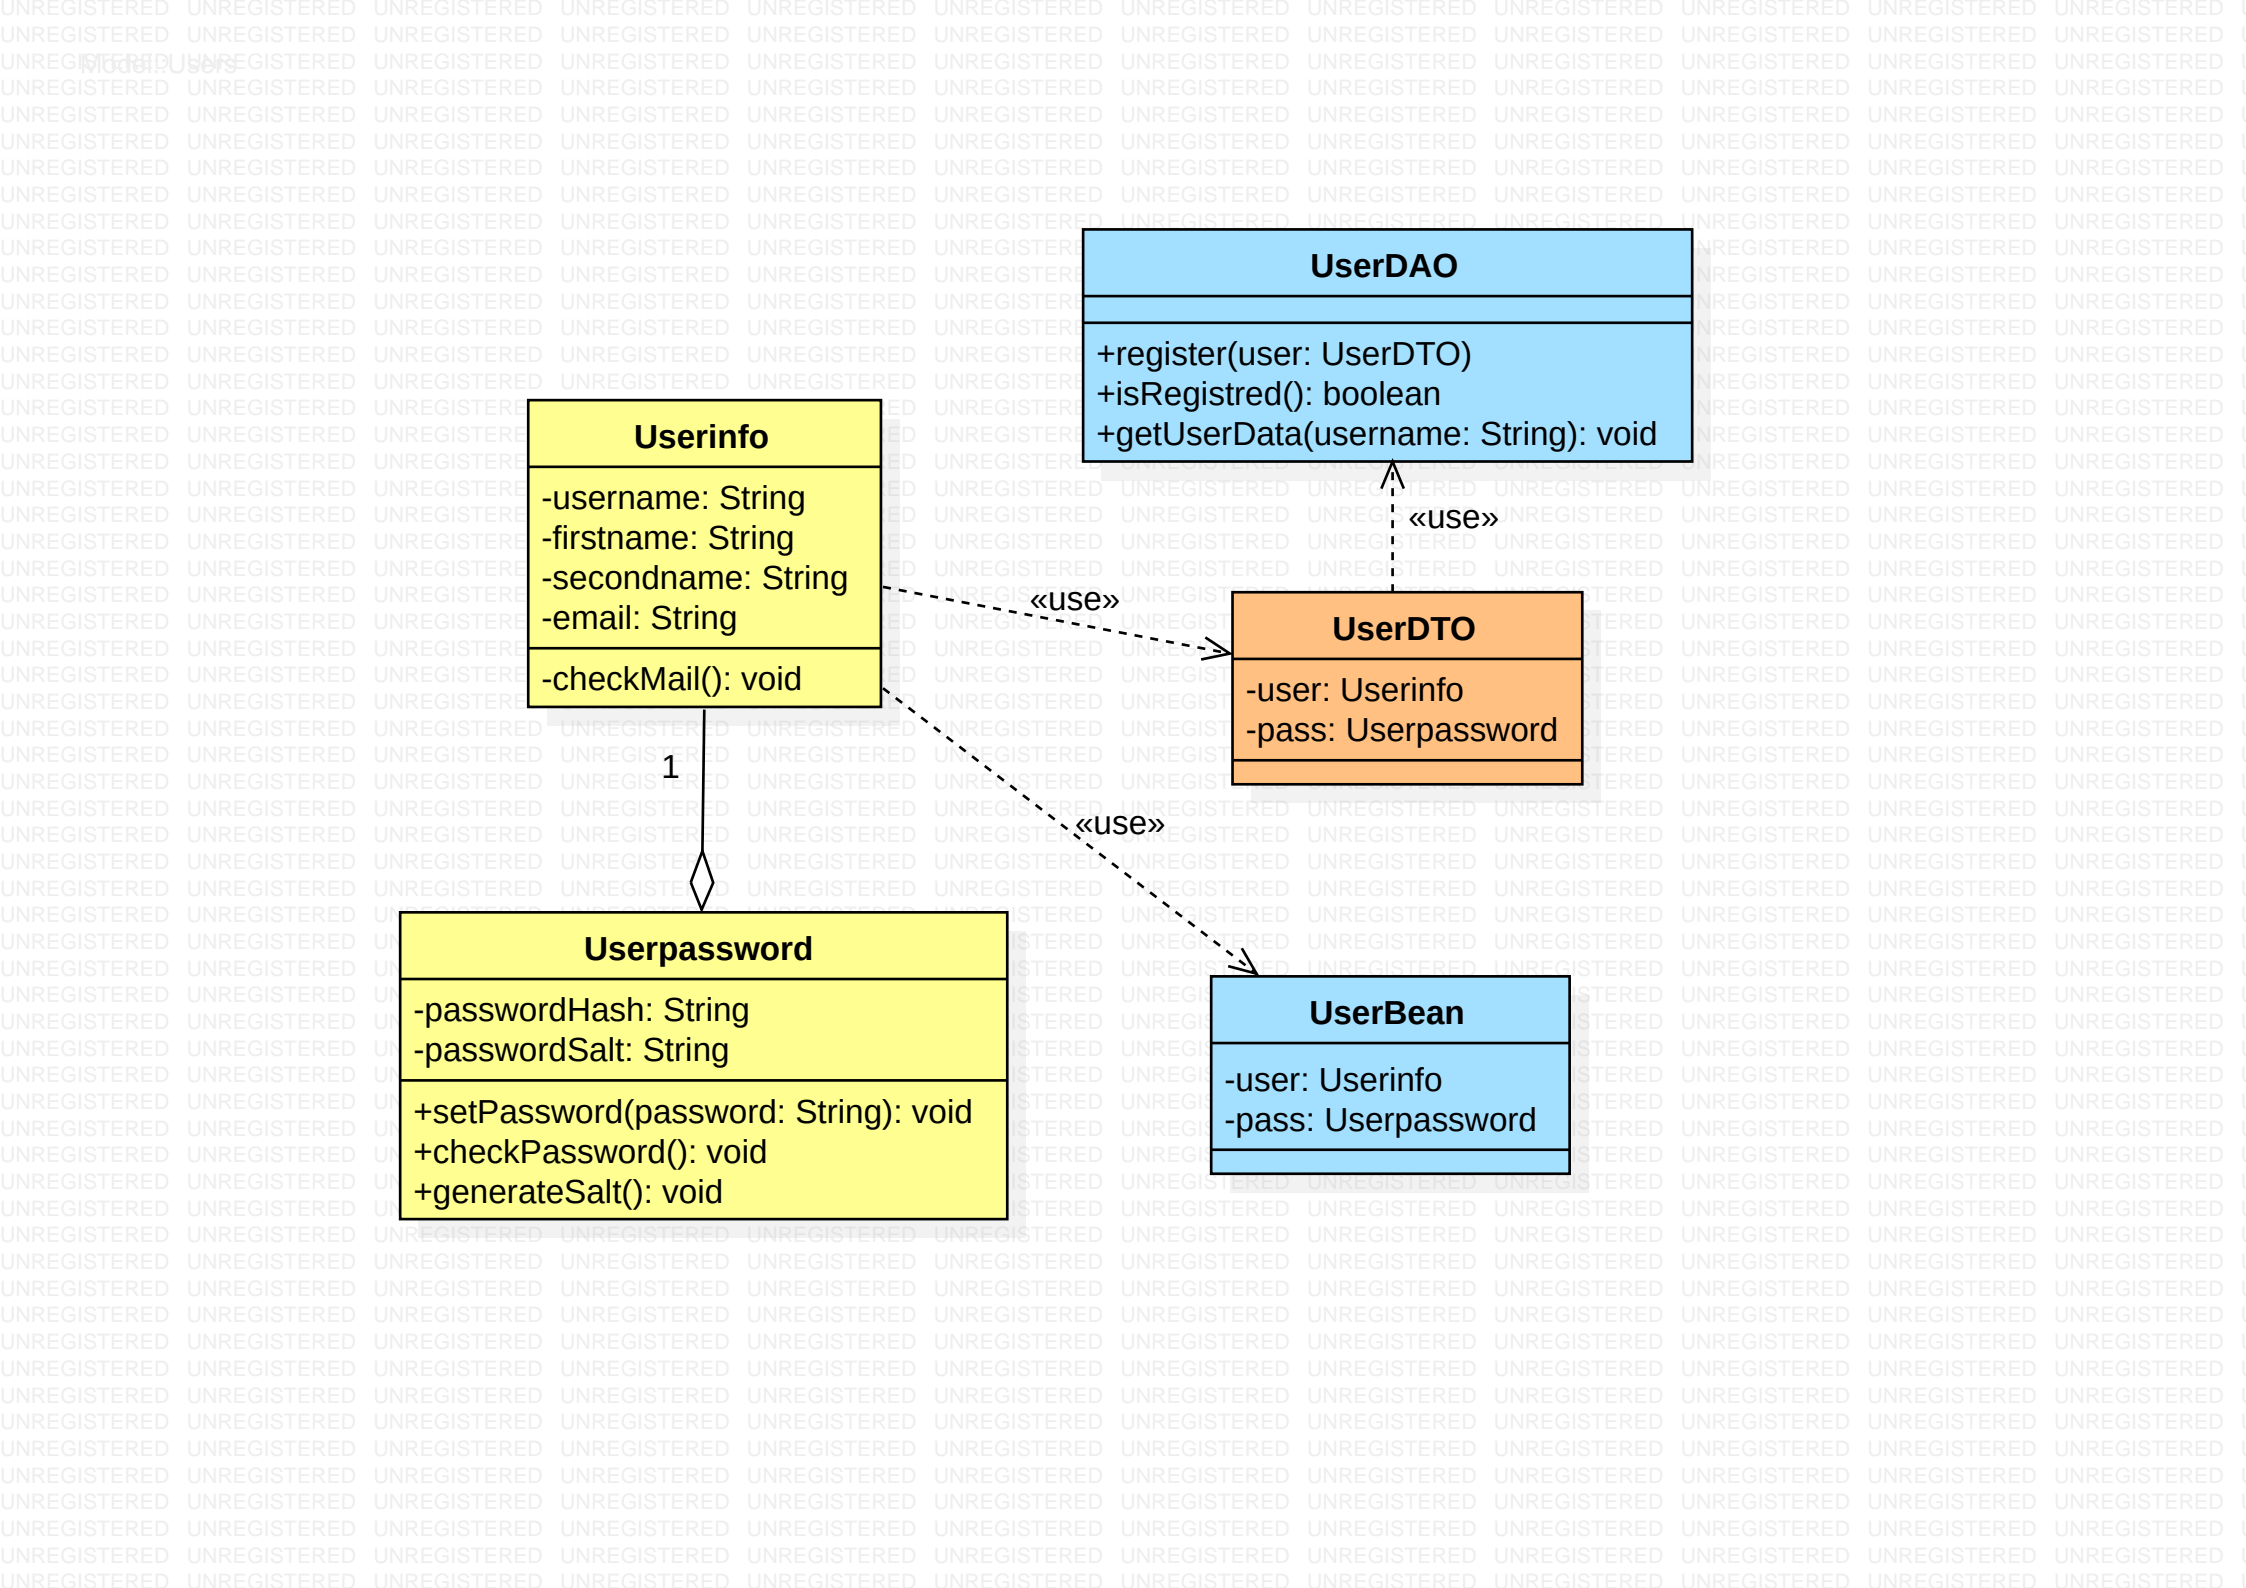 Model::Users
UserDAO
+register(user: UserDTO)
+isRegistred(): boolean
+getUserData(username: String): void
Userinfo
-username: String
-firstname: String
-secondname: String
-email: String
-checkMail(): void
«use»
«use»
UserDTO
-user: Userinfo
-pass: Userpassword
1
«use»
Userpassword
-passwordHash: String
-passwordSalt: String
+setPassword(password: String): void
+checkPassword(): void
+generateSalt(): void
UserBean
-user: Userinfo
-pass: Userpassword
UNREGISTERED